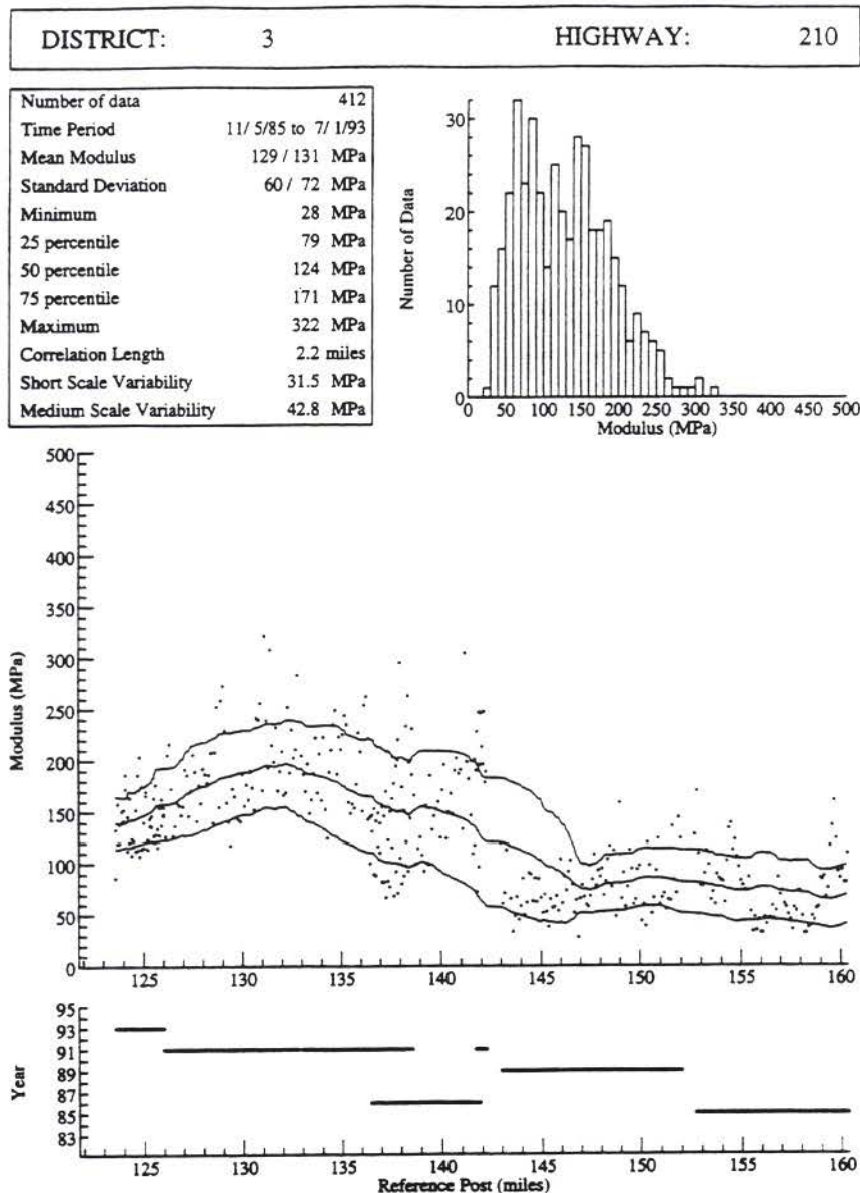 DISTRICT: 3 HIGHWAY: 210
Number of data 412
Time Period 11/ 5/85 to 7/ 1/93
Mean Modulus 129 / 131 MPa
Standard Deviation 60 / 72 MPa
Minimum 28 MPa
25 percentile 79 MPa
50 percentile 124 MPa
75 percentile 171 MPa
Maximum 322 MPa
Correlation Length 2.2 miles
Short Scale Variability 31.5 MPa
Medium Scale Variability 42.8 MPa
Number of Data
30
20
10
0
0 50 100 150 200 250 300 350 400 450 500
Modulus (MPa)
Modulus (MPa)
500
450
400
350
300
250
200
150
100
50
0
125 130 135 140 145 150 155 160
Year
95
93
91
89
87
85
83
125 130 135 140 145 150 155 160
Reference Post (miles)